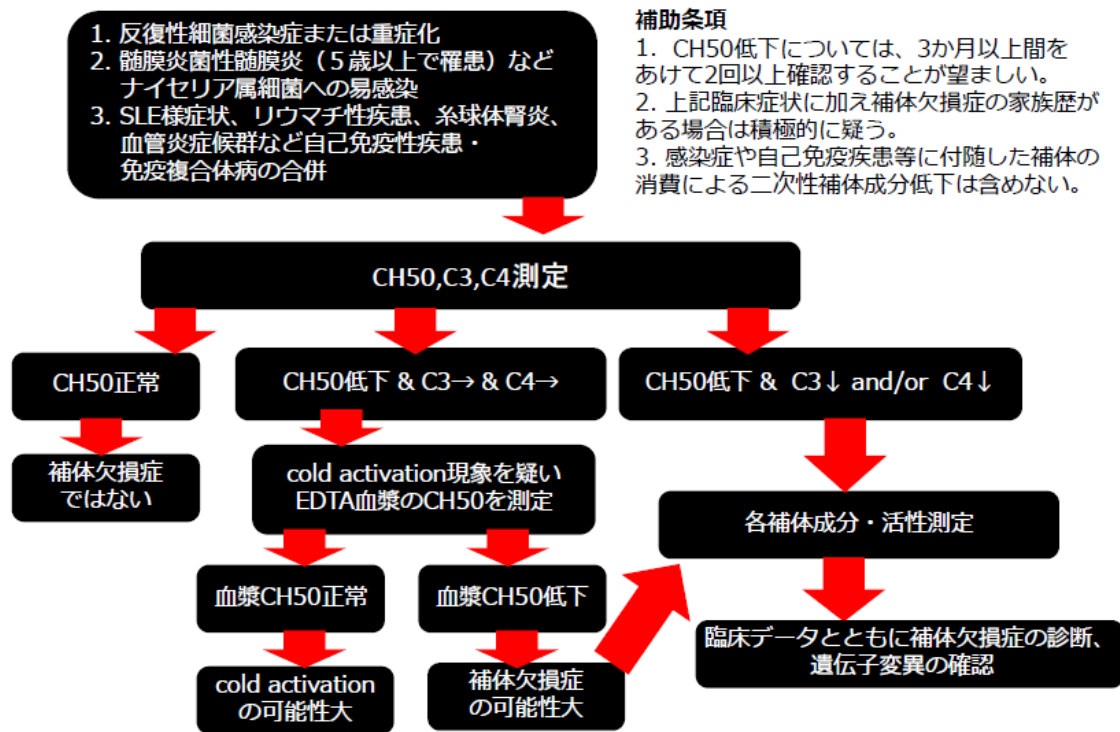 1. 反復性細菌感染症または重症化
2. 髄膜炎菌性髄膜炎（５歳以上で罹患）など
ナイセリア属細菌への易感染
3. SLE様症状、リウマチ性疾患、糸球体腎炎、
血管炎症候群など自己免疫性疾患・
免疫複合体病の合併
補助条項
1. CH50低下については、3か月以上間を
あけて2回以上確認することが望ましい。
2. 上記臨床症状に加え補体欠損症の家族歴
がある場合は積極的に疑う。
3. 感染症や自己免疫疾患等に付随した補体の
消費による二次性補体成分低下は含めない。
CH50,C3,C4測定
CH50正常
CH50低下 & C3→ & C4→
CH50低下 & C3↓ and/or C4↓
補体欠損症
ではない
cold activation現象を疑い
EDTA血漿のCH50を測定
各補体成分・活性測定
血漿CH50正常
血漿CH50低下
臨床データとともに補体欠損症の診断、
遺伝子変異の確認
cold activation
の可能性大
補体欠損症
の可能性大